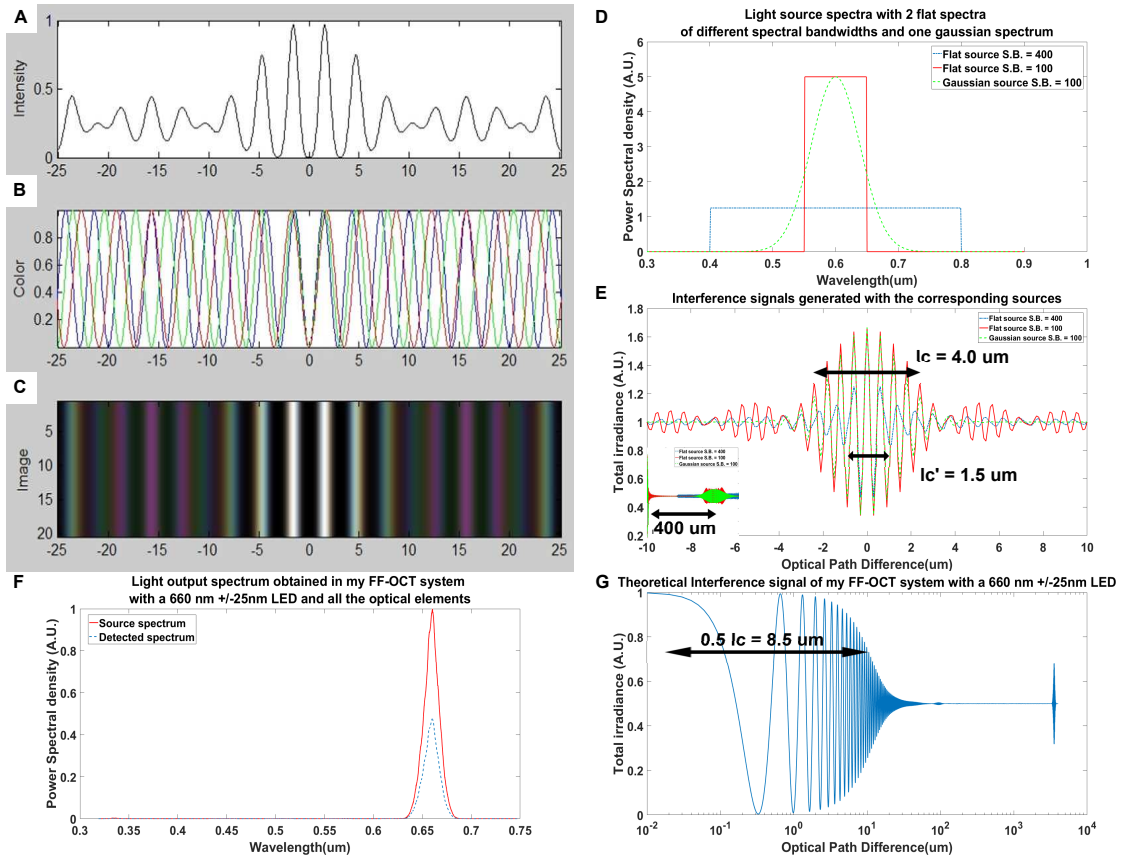 A
Intensity
1
0.5
0
-25 -20 -15 -10 -5 0 5 10 15 20 25
B
Color
0.8
0.6
0.4
0.2
-25 -20 -15 -10 -5 0 5 10 15 20 25
C
Image
5
10
15
20
-25 -20 -15 -10 -5 0 5 10 15 20 25
D
Light source spectra with 2 flat spectra
of different spectral bandwidths and one gaussian spectrum
Flat source S.B. = 400
Flat source S.B. = 100
Gaussian source S.B. = 100
Power Spectral density (A.U.)
6
5
4
3
2
1
0
0.3 0.4 0.5 0.6 0.7 0.8 0.9 1
Wavelength(um)
E
Interference signals generated with the corresponding sources
Flat source S.B. = 400
Flat source S.B. = 100
Gaussian source S.B. = 100
lc = 4.0 um
lc' = 1.5 um
Flat source S.B. = 400
Flat source S.B. = 100
Gaussian source S.B. = 100
400 um
Total irradiance (A.U.)
1.8
1.6
1.4
1.2
1
0.8
0.6
0.4
0.2
-10 -8 -6 -4 -2 0 2 4 6 8 10
Optical Path Difference(um)
F
Light output spectrum obtained in my FF-OCT system
with a 660 nm +/-25nm LED and all the optical elements
Source spectrum
Detected spectrum
Power Spectral density (A.U.)
1
0.8
0.6
0.4
0.2
0
0.3 0.35 0.4 0.45 0.5 0.55 0.6 0.65 0.7 0.75
Wavelength(um)
G
Theoretical Interference signal of my FF-OCT system with a 660 nm +/-25nm LED
0.5 lc = 8.5 um
Total irradiance (A.U.)
1
0.8
0.6
0.4
0.2
0
10-2 10-1 100 101 102 103 104
Optical Path Difference(um)